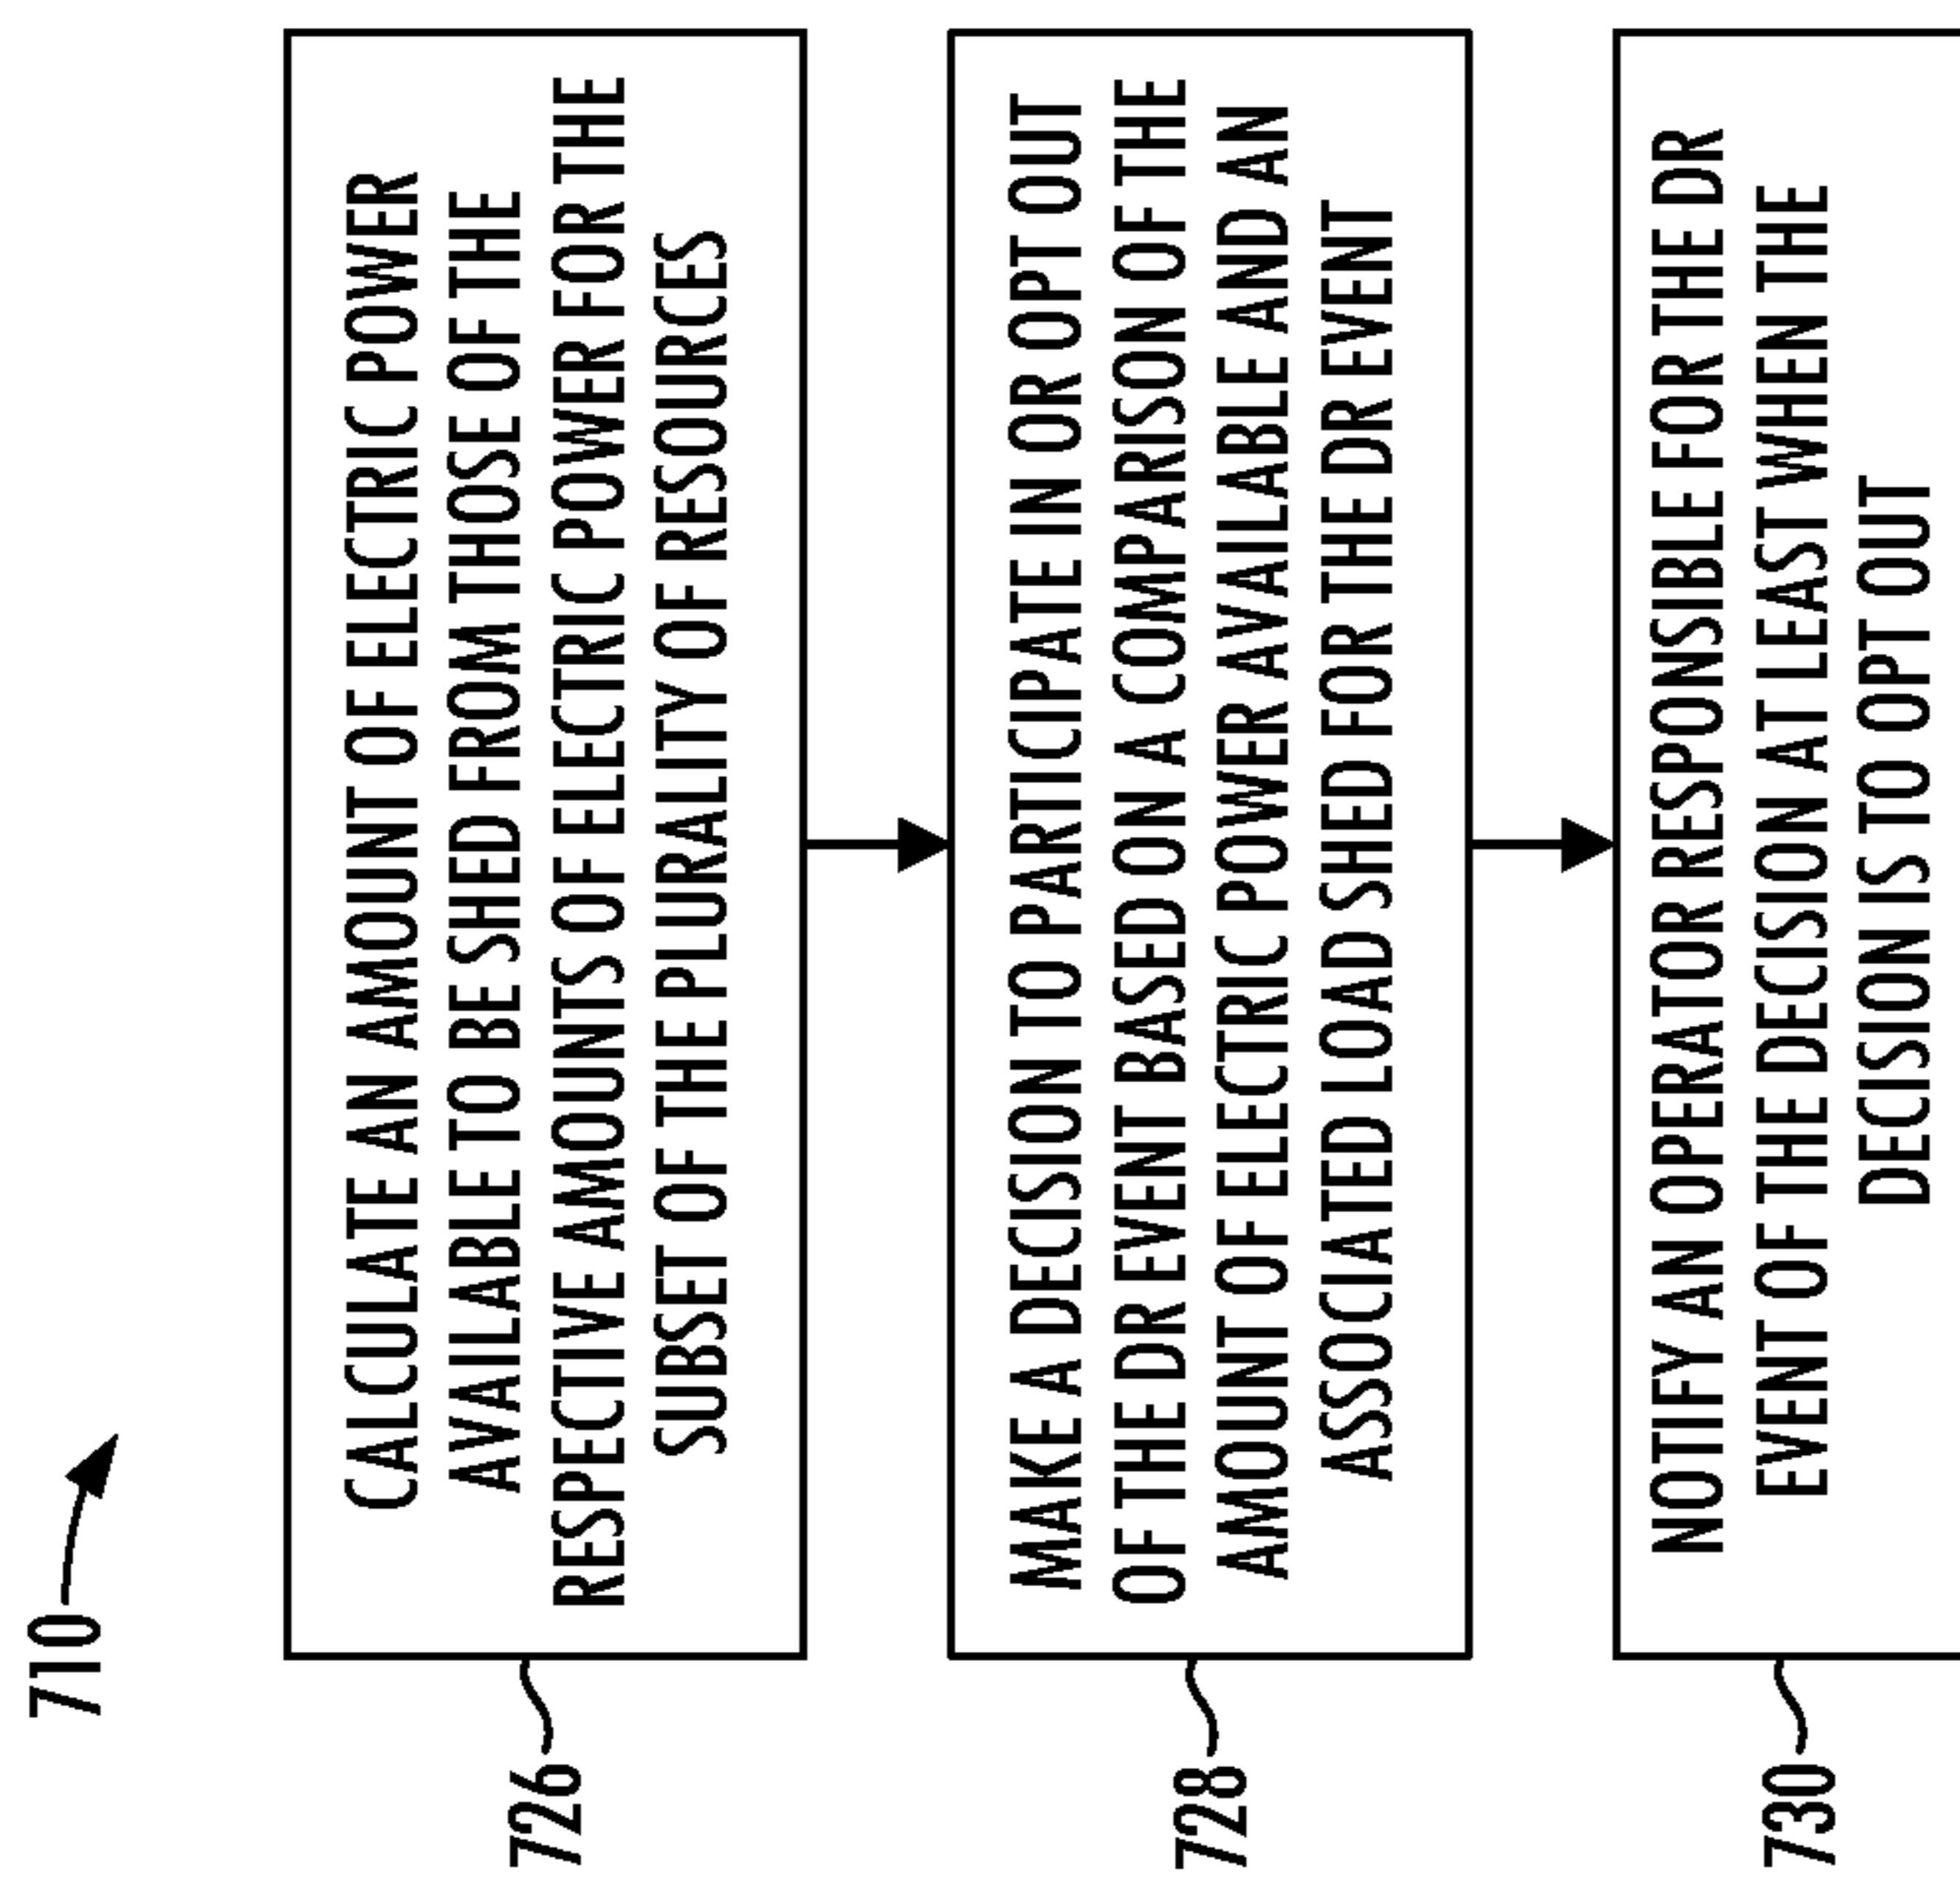 710
726
CALCULATE AN AMOUNT OF ELECTRIC POWER
AVAILABLE TO BE SHED FROM THOSE OF THE
RESPECTIVE AMOUNTS OF ELECTRIC POWER FOR THE
SUBSET OF THE PLURALITY OF RESOURCES
728
MAKE A DECISION TO PARTICIPATE IN OR OPT OUT
OF THE DR EVENT BASED ON A COMPARISON OF THE
AMOUNT OF ELECTRIC POWER AVAILABLE AND AN
ASSOCIATED LOAD SHED FOR THE DR EVENT
730
NOTIFY AN OPERATOR RESPONSIBLE FOR THE DR
EVENT OF THE DECISION AT LEAST WHEN THE
DECISION IS TO OPT OUT